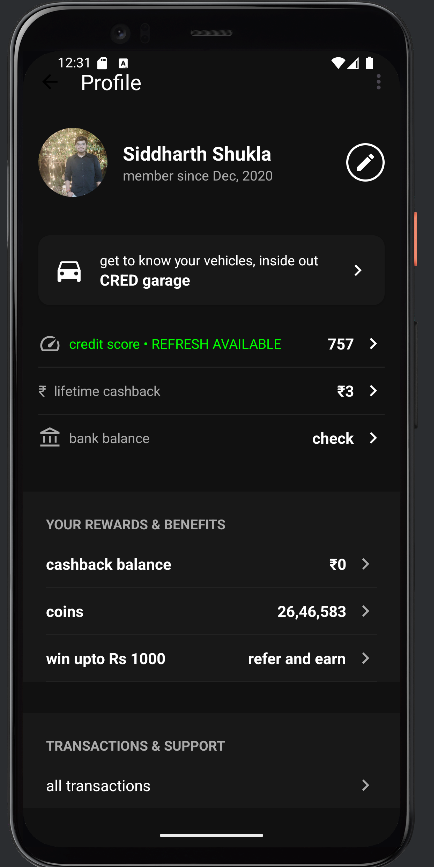 12:31
Profile
Siddharth Shukla
member since Dec, 2020
get to know your vehicles, inside out
CRED garage
credit score • REFRESH AVAILABLE 757
₹ lifetime cashback ₹3
bank balance check
YOUR REWARDS & BENEFITS
cashback balance ₹0
coins 26,46,583
win upto Rs 1000 refer and earn
TRANSACTIONS & SUPPORT
all transactions